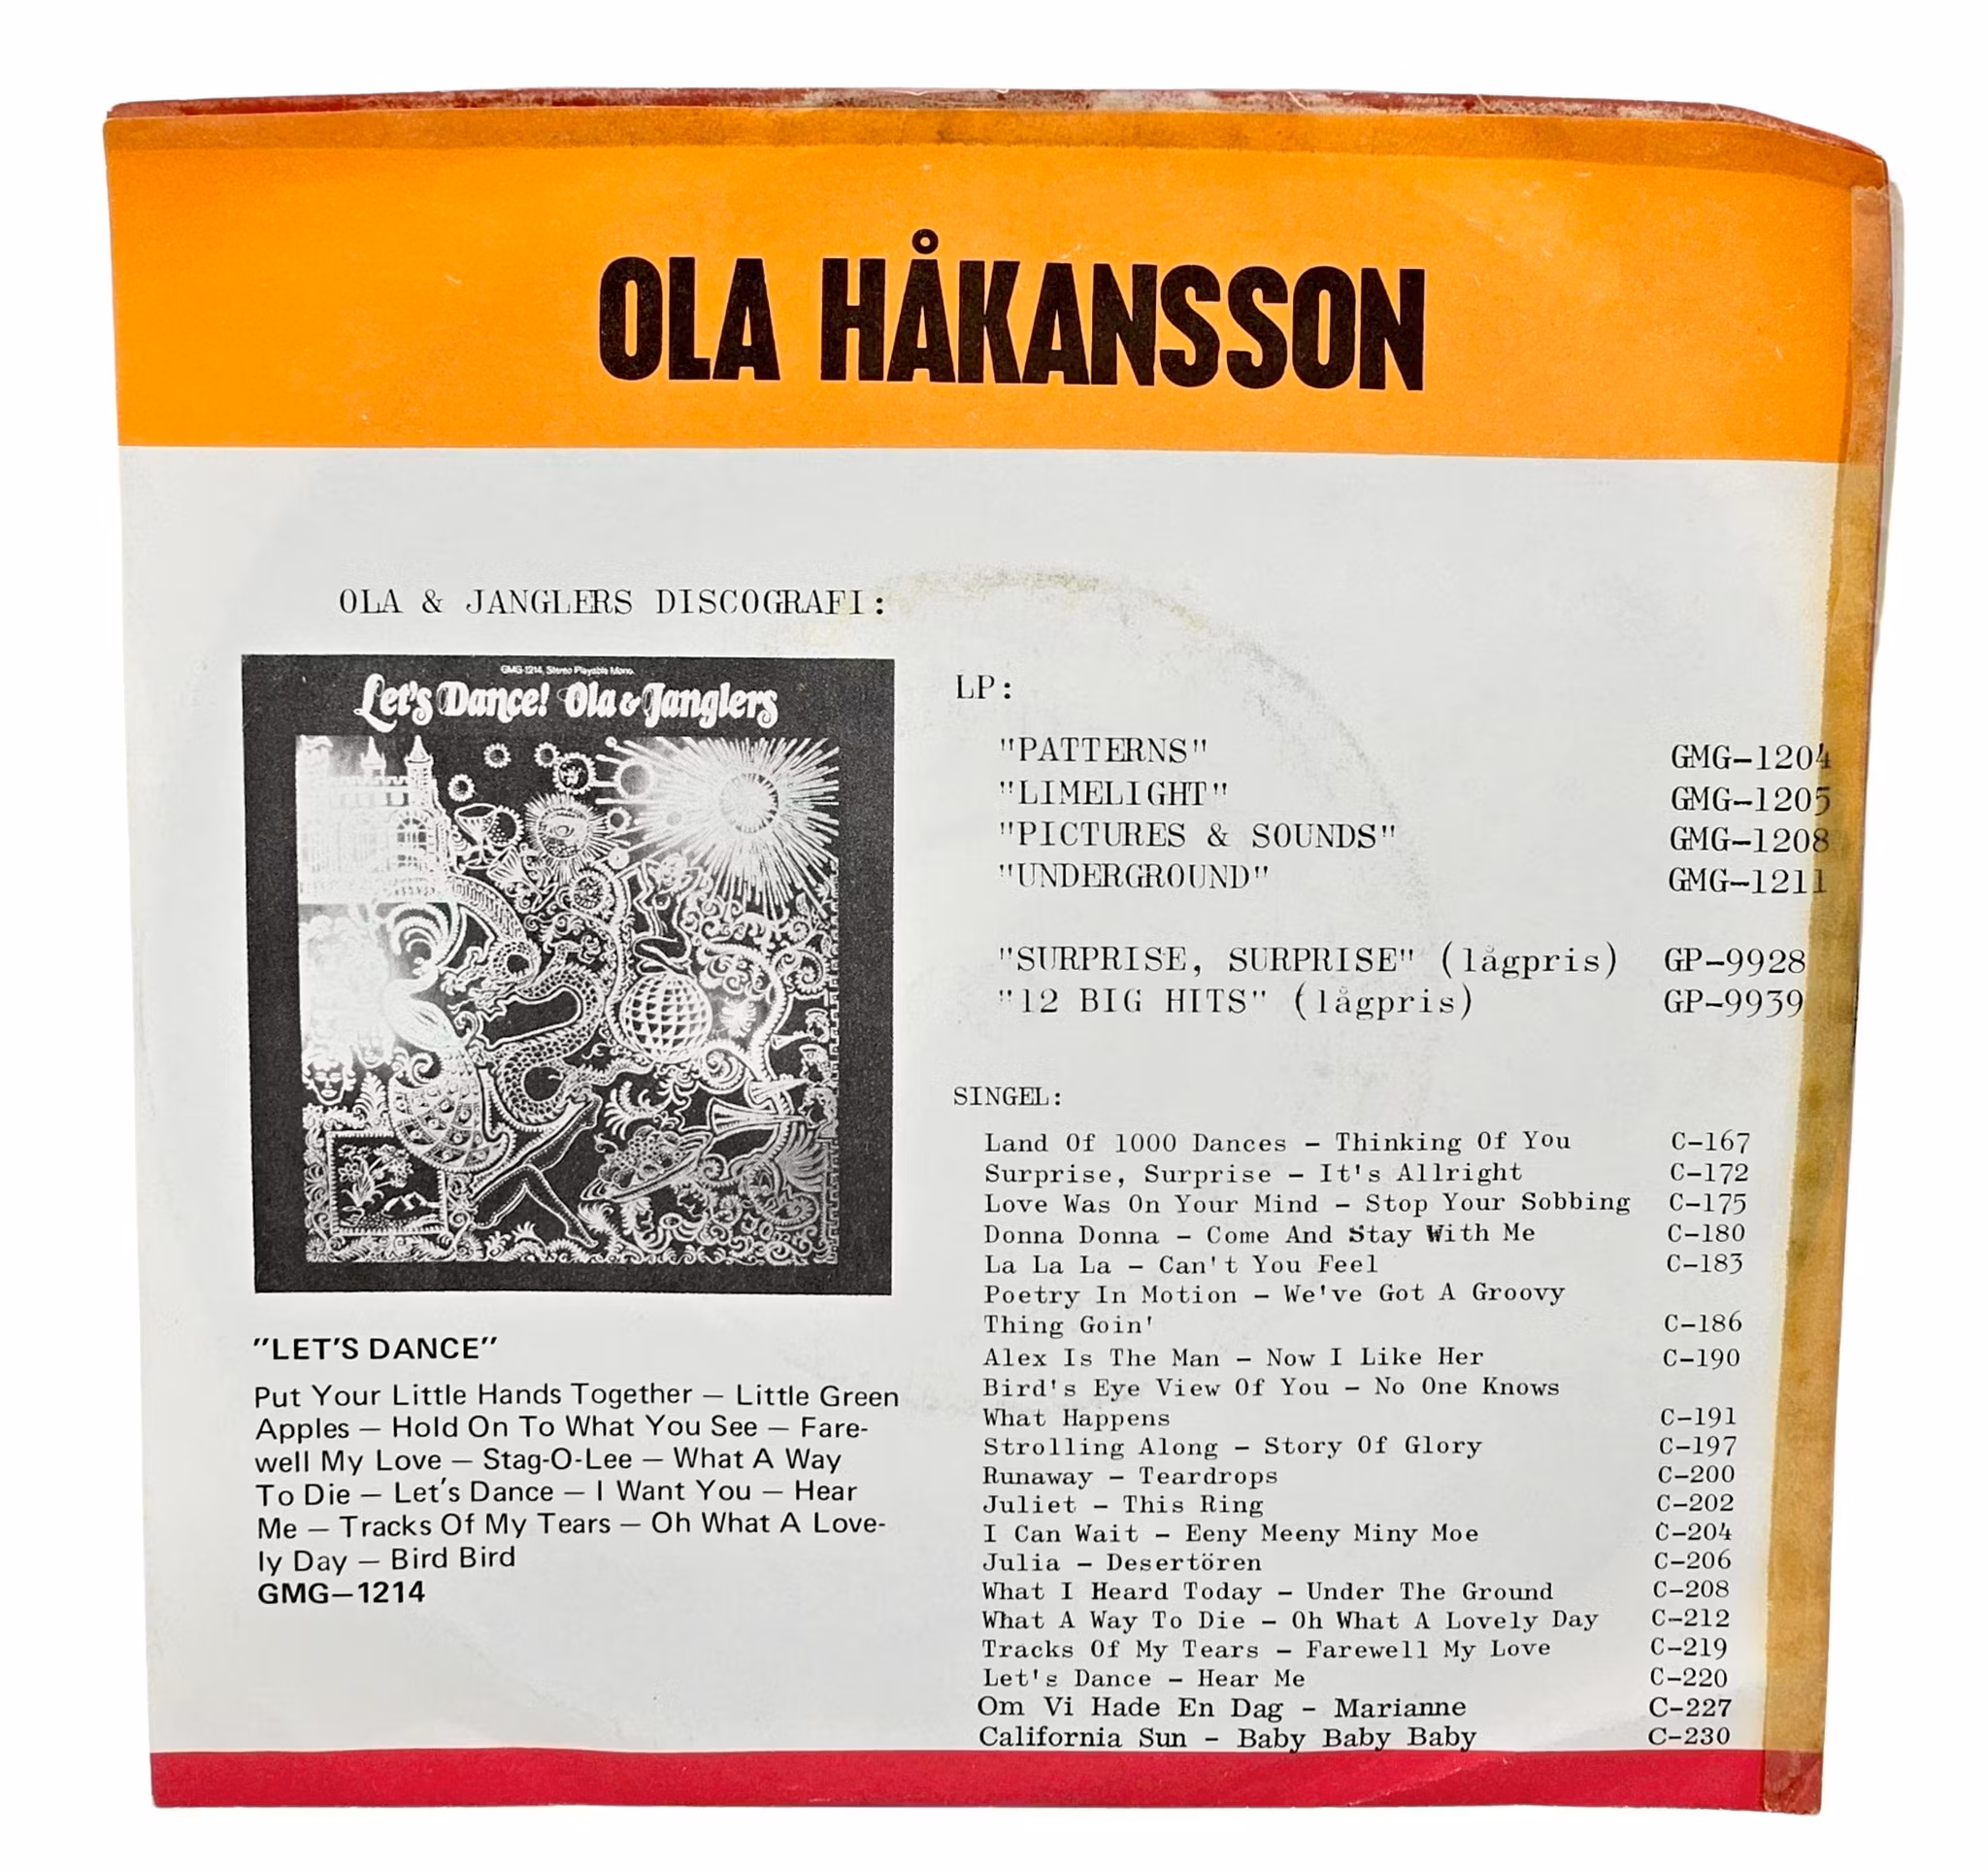 OLA HÅKANSSON
OLA & JANGLERS DISCOGRAFI:
GMG-1214, Stereo Playable Mono.
Let's Dance! Ola & Janglers
"LET'S DANCE"
Put Your Little Hands Together — Little Green
Apples — Hold On To What You See — Fare-
well My Love — Stag-O-Lee — What A Way
To Die — Let's Dance — I Want You — Hear
Me — Tracks Of My Tears — Oh What A Love-
ly Day — Bird Bird
GMG—1214
LP:
"PATTERNS" GMG-1204
"LIMELIGHT" GMG-1205
"PICTURES & SOUNDS" GMG-1208
"UNDERGROUND" GMG-1211
"SURPRISE, SURPRISE" (lågpris) GP-9928
"12 BIG HITS" (lågpris) GP-9939
SINGEL:
Land Of 1000 Dances - Thinking Of You C-167
Surprise, Surprise - It's Allright C-172
Love Was On Your Mind - Stop Your Sobbing C-175
Donna Donna - Come And Stay With Me C-180
La La La - Can't You Feel C-183
Poetry In Motion - We've Got A Groovy
Thing Goin' C-186
Alex Is The Man - Now I Like Her C-190
Bird's Eye View Of You - No One Knows
What Happens C-191
Strolling Along - Story Of Glory C-197
Runaway - Teardrops C-200
Juliet - This Ring C-202
I Can Wait - Eeny Meeny Miny Moe C-204
Julia - Desertören C-206
What I Heard Today - Under The Ground C-208
What A Way To Die - Oh What A Lovely Day C-212
Tracks Of My Tears - Farewell My Love C-219
Let's Dance - Hear Me C-220
Om Vi Hade En Dag - Marianne C-227
California Sun - Baby Baby Baby C-230